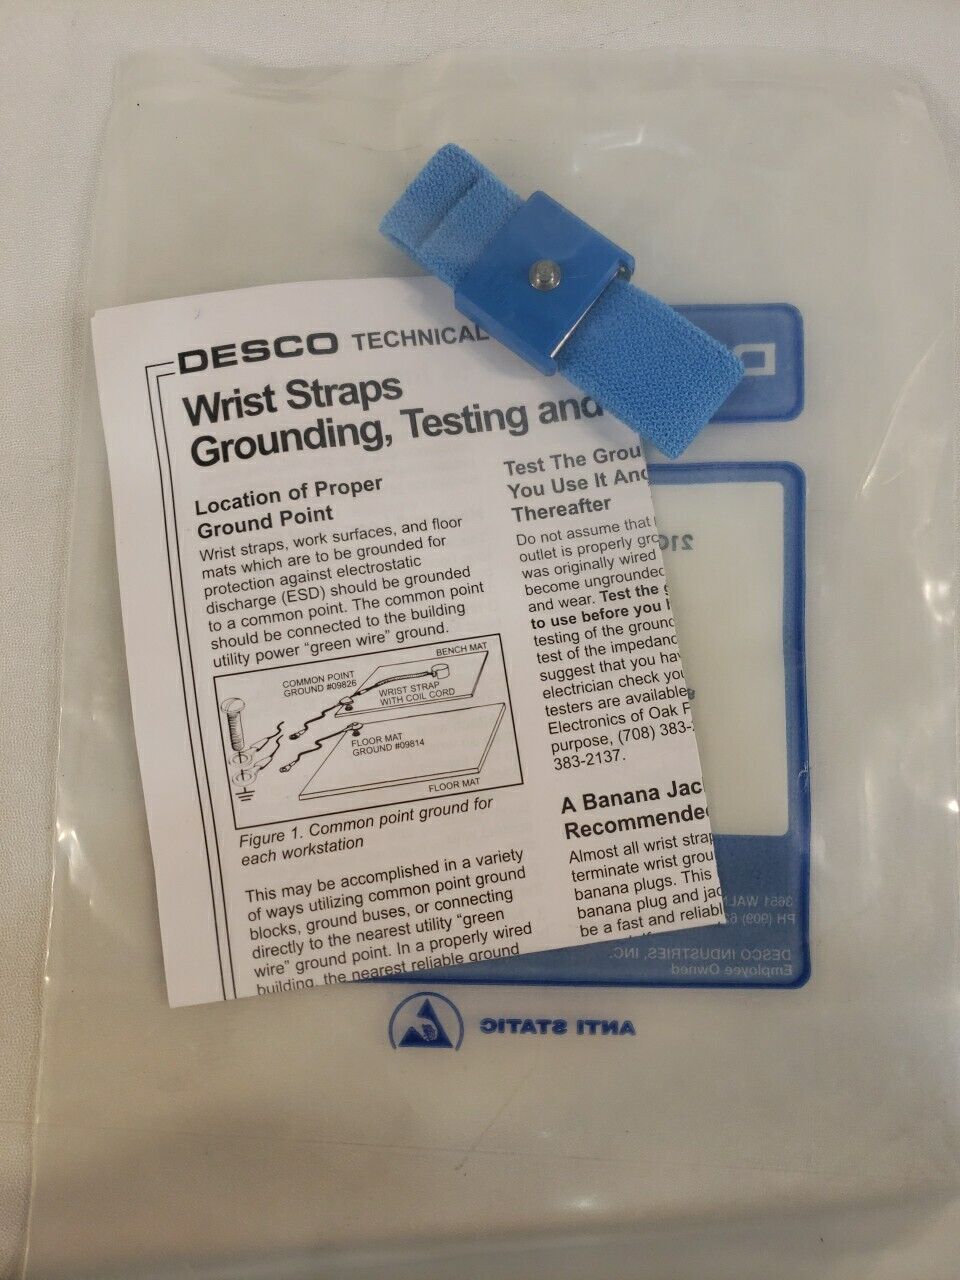 DESCO TECHNICAL
Wrist Straps
Grounding, Testing and
Location of Proper
Ground Point
Wrist straps, work surfaces, and floor
mats which are to be grounded for
protection against electrostatic
discharge (ESD) should be grounded
to a common point. The common point
should be connected to the building
utility power “green wire” ground.
BENCH MAT
COMMON POINT
GROUND #09826
WRIST STRAP
WITH COIL CORD
FLOOR MAT
GROUND #09814
FLOOR MAT
Figure 1. Common point ground for
each workstation
This may be accomplished in a variety
of ways utilizing common point ground
blocks, ground buses, or connecting
directly to the nearest utility “green
wire” ground point. In a properly wired
building, the nearest reliable ground
Test The Grou
You Use It And
Thereafter
Do not assume that
outlet is properly gro
was originally wired
become ungrounded
and wear. Test the g
to use before you
testing of the ground
test of the impedanc
suggest that you hav
electrician check you
testers are available
Electronics of Oak F
purpose, (708) 383-
383-2137.
A Banana Jac
Recommended
Almost all wrist strap
terminate wrist grou
banana plugs. This
banana plug and jac
be a fast and reliabl
D
210
3651 WAL
PH (909) 6
DESCO INDUSTRIES, INC.
Employee Owned
ANTI STATIC